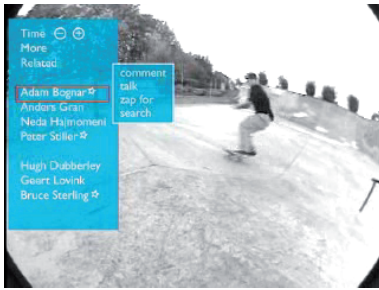 Time
More
Related
comment
talk
zap for
search
Adam Bognar
Anders Gran
Neda Hajmomeni
Peter Stiller
Hugh Dubberley
Geert Lovink
Bruce Sterling